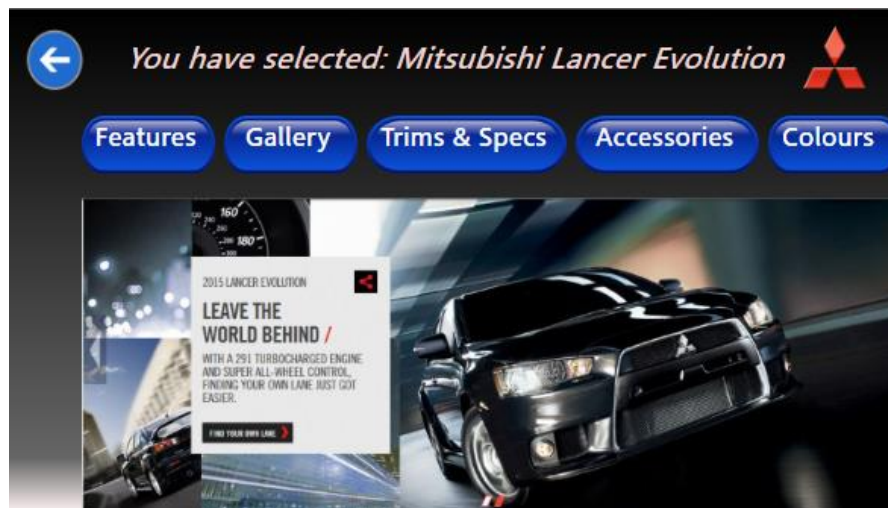 You have selected: Mitsubishi Lancer Evolution
Features
Gallery
Trims & Specs
Accessories
Colours
160
180
2015 LANCER EVOLUTION
LEAVE THE
WORLD BEHIND /
WITH A 291 TURBOCHARGED ENGINE
AND SUPER ALL-WHEEL CONTROL,
FINDING YOUR OWN LANE JUST GOT
EASIER.
FIND YOUR OWN LANE